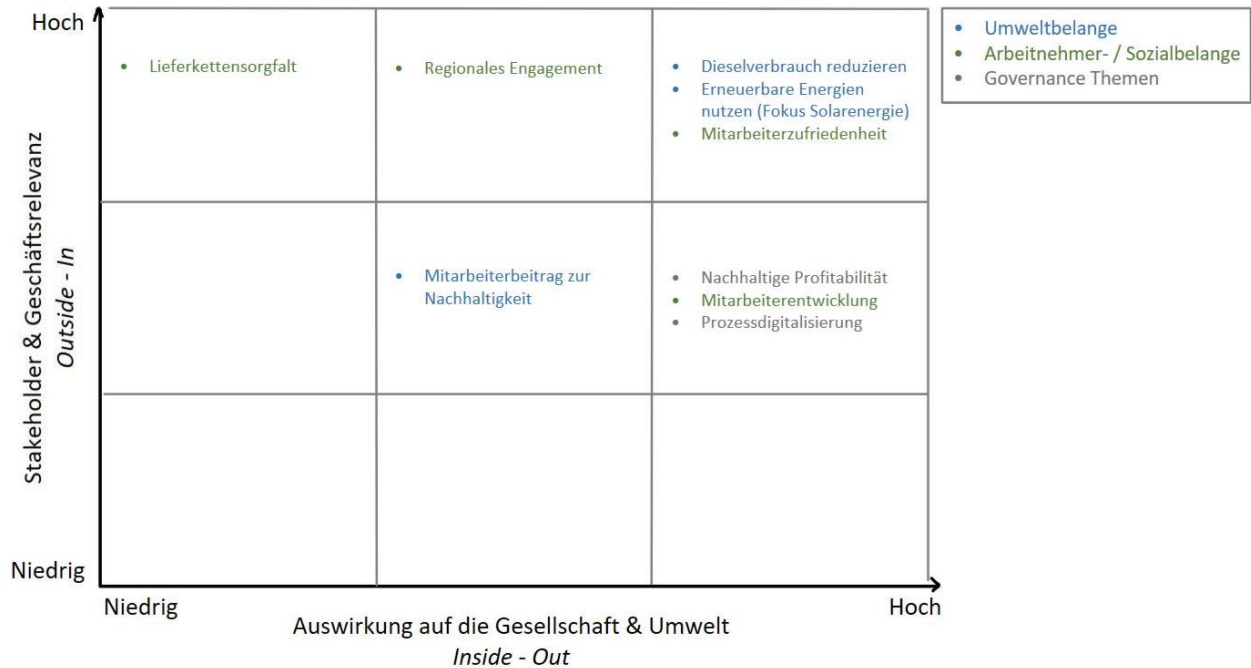 Hoch
Lieferkettensorgfalt
Regionales Engagement
Dieselverbrauch reduzieren
Erneuerbare Energien
nutzen (Fokus Solarenergie)
Mitarbeiterzufriedenheit
Umweltbelange
Arbeitnehmer- / Sozialbelange
Governance Themen
Stakeholder & Geschäftsrelevanz
Outside - In
Mitarbeiterbeitrag zur
Nachhaltigkeit
Nachhaltige Profitabilität
Mitarbeiterentwicklung
Prozessdigitalisierung
Niedrig
Niedrig
Hoch
Auswirkung auf die Gesellschaft & Umwelt
Inside - Out